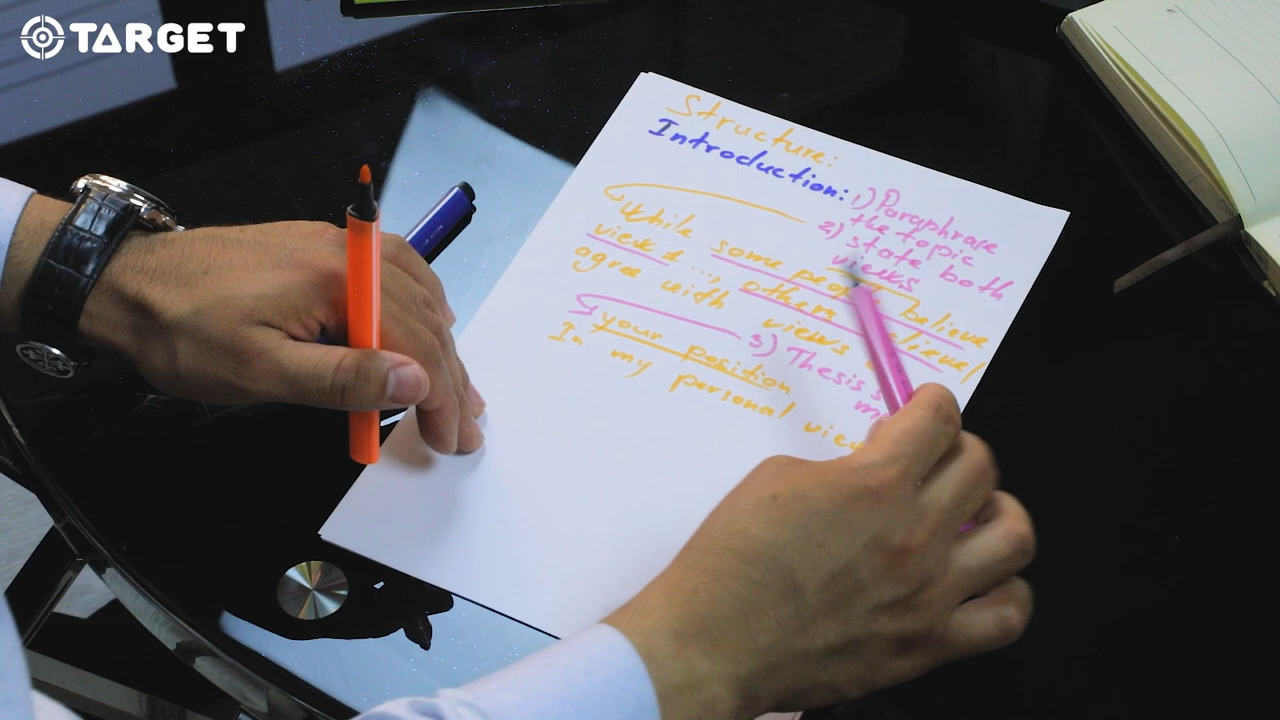 TARGET
Structure:
Introduction: 1) Paraphrase
the topic
2) state both
views
While some people believe
view 1 ..., others believe/
agree with views
3) Thesis
your position
In my personal view